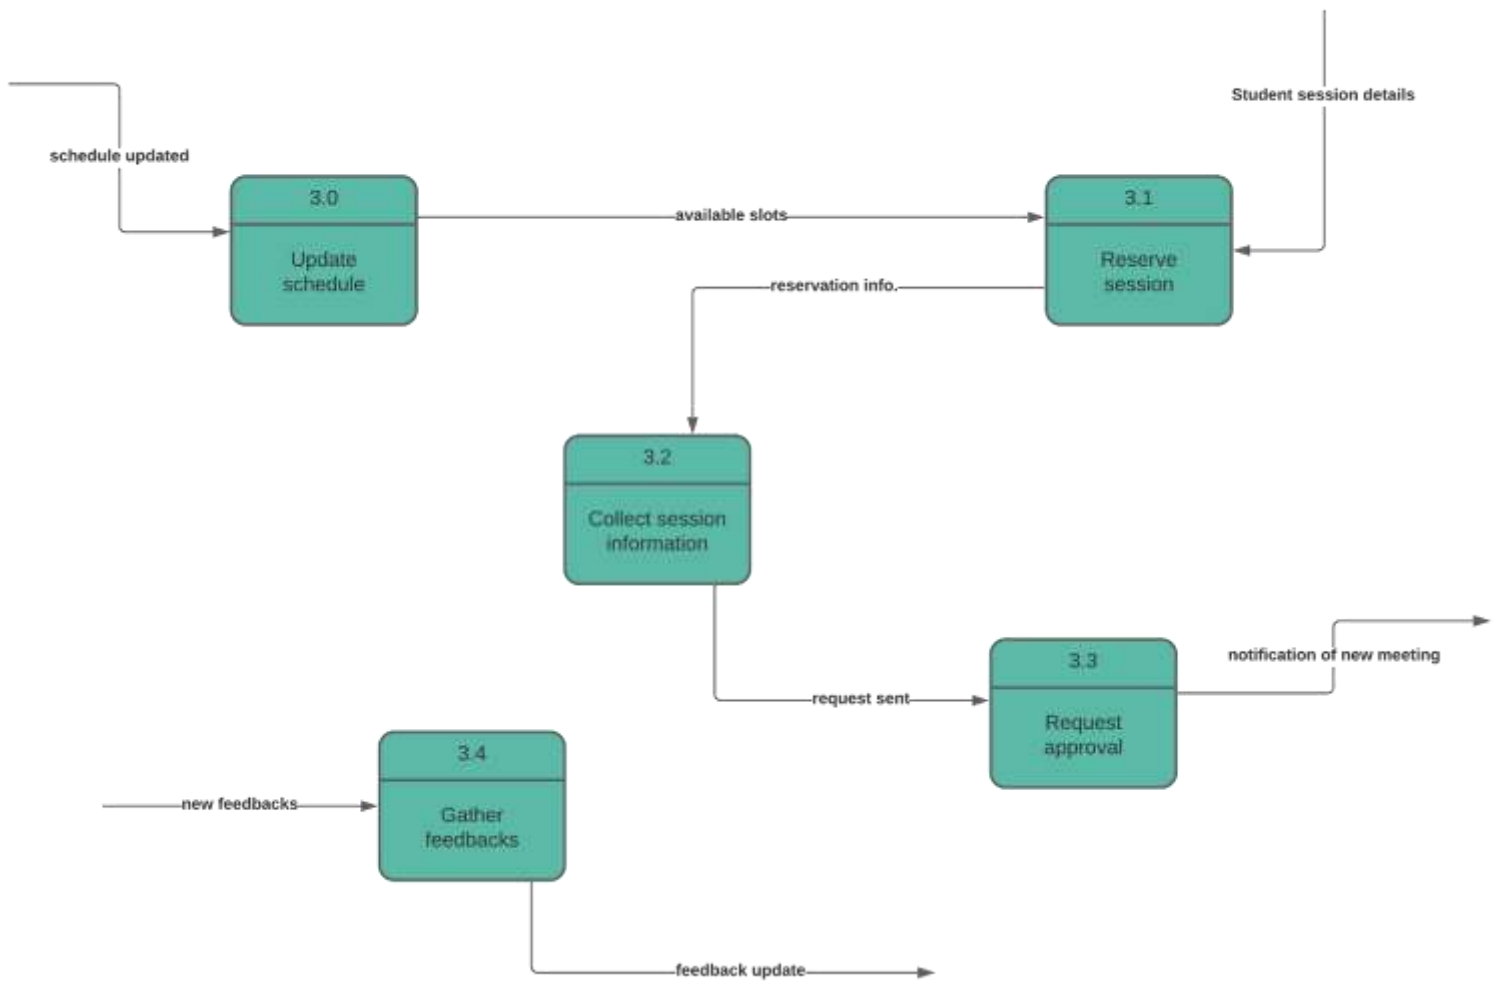 Student session details
schedule updated
3.0
Update
schedule
available slots
3.1
Reserve
session
reservation info.
3.2
Collect session
information
request sent
3.3
Request
approval
notification of new meeting
3.4
Gather
feedbacks
new feedbacks
feedback update